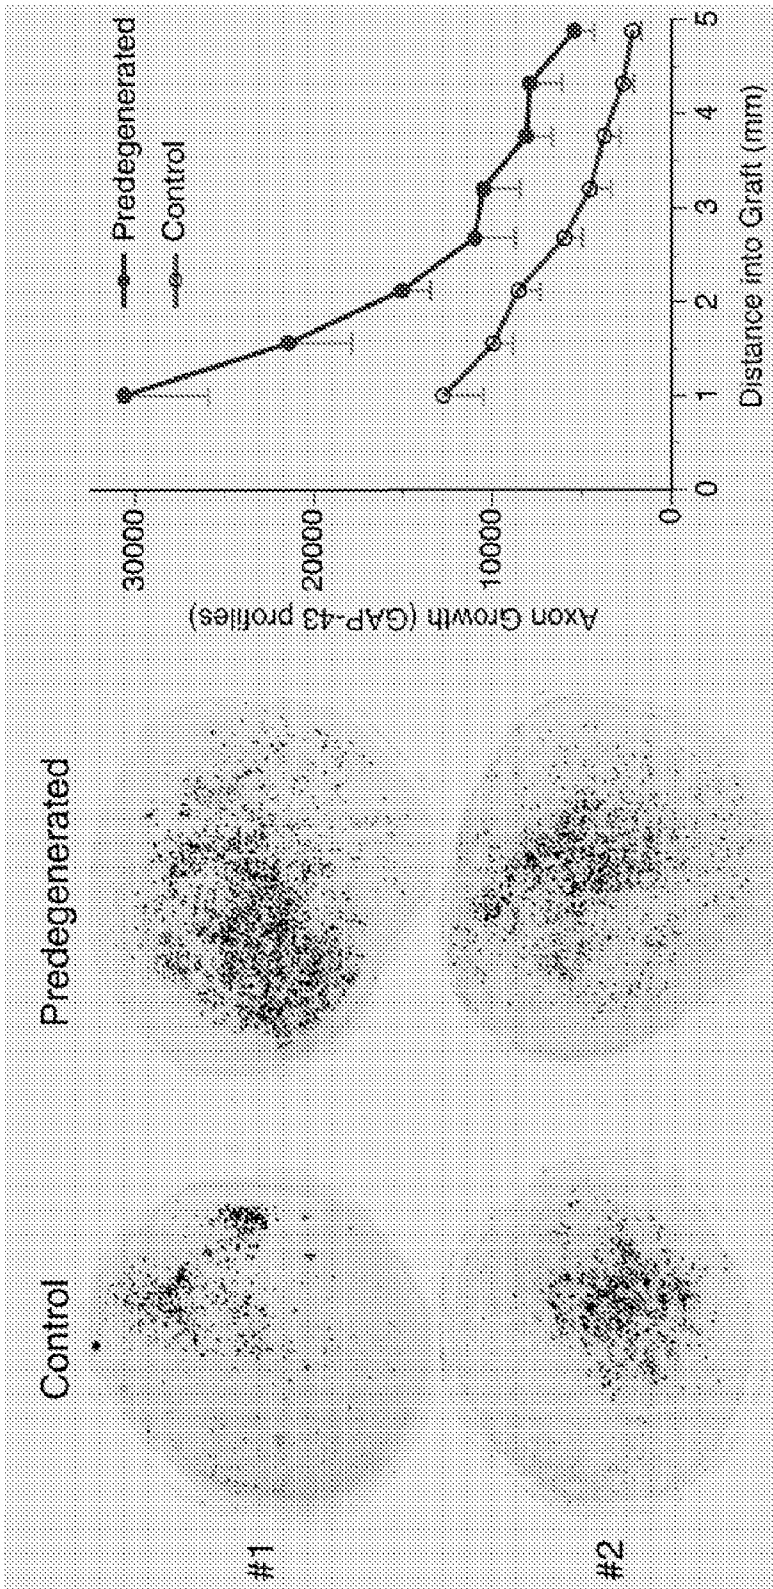 Control
Predegenerated
#1
#2
Axon Growth (GAP-43 profiles)
30000
20000
10000
0
Predegenerated
Control
0
1
2
3
4
5
Distance into Graft (mm)